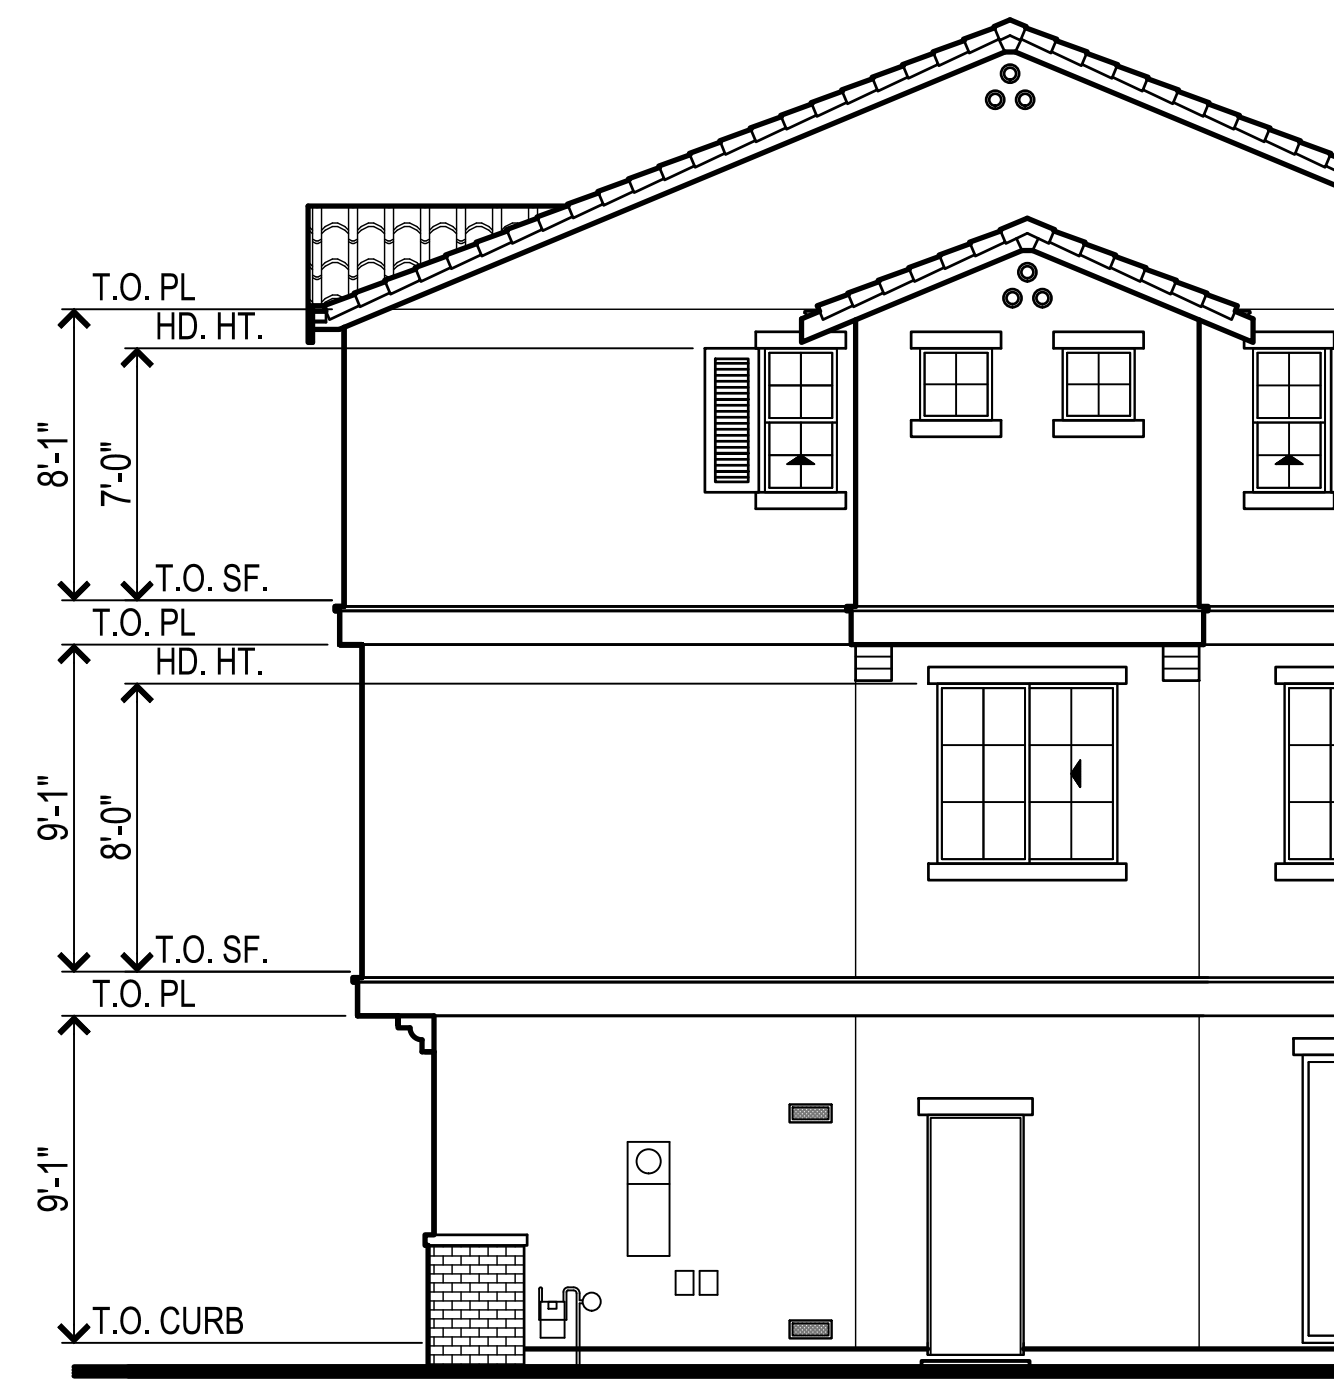 T.O. PL
HD. HT.
8'-1"
7'-0"
T.O. SF.
T.O. PL
HD. HT.
9'-1"
8'-0"
T.O. SF.
T.O. PL
9'-1"
T.O. CURB